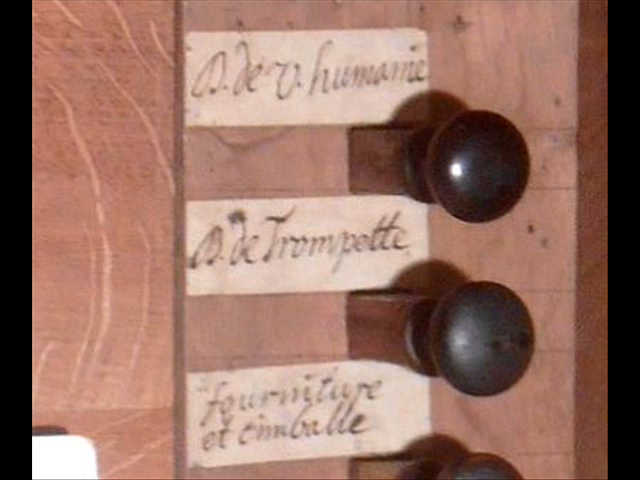 B. de v. humaine
B. de Trompette
fourniture
et cimballe